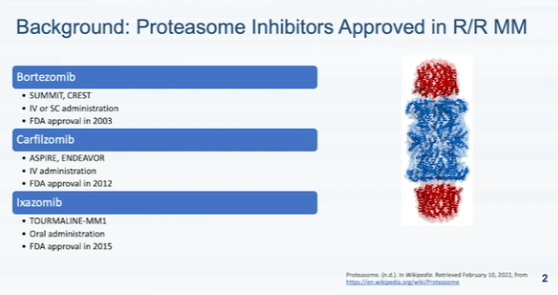 Background: Proteasome Inhibitors Approved in R/R MM
Bortezomib
• SUMMIT, CREST
• IV or SC administration
• FDA approval in 2003
Carfilzomib
• ASPIRE, ENDEAVOR
• IV administration
• FDA approval in 2012
Ixazomib
• TOURMALINE-MM1
• Oral administration
• FDA approval in 2015
Proteasome. (n.d.). In Wikipedia. Retrieved February 10, 2022, from
https://en.wikipedia.org/wiki/Proteasome
2